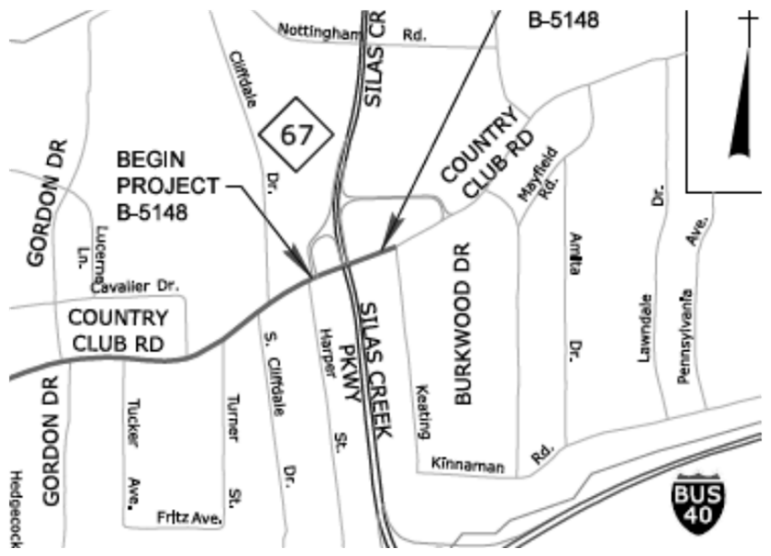 B-5148
Nottingham Rd.
SILAS CR
Cliffdale
Dr.
67
COUNTRY
CLUB RD
BEGIN
PROJECT
B-5148
GORDON DR
Mayfield
Rd.
Lucerne
Ln.
Cavalier Dr.
Dr.
Lawndale
Ave.
Pennsylvania
Amita
Dr.
BURKWOOD DR
COUNTRY
CLUB RD
SILAS CREEK
PKWY
Harper
St.
S. Cliffdale
Dr.
GORDON DR
Tucker
Ave.
Turner
St.
Keating
Kinnaman Rd.
Fritz Ave.
Hedgecock
BUS
40